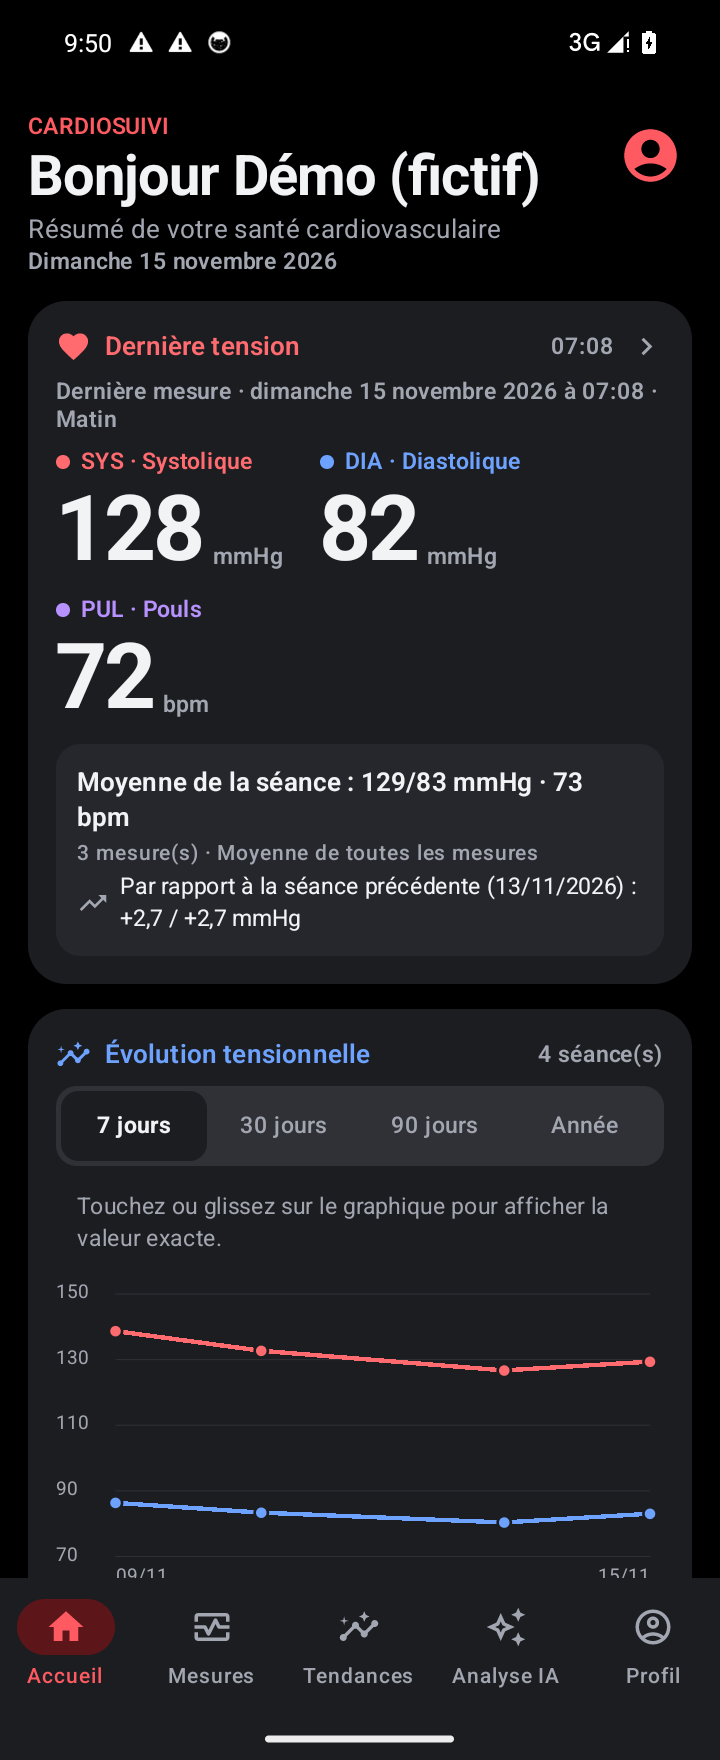 9:50
3G
CARDIOSUIVI
Bonjour Démo (fictif)
Résumé de votre santé cardiovasculaire
Dimanche 15 novembre 2026
Dernière tension
07:08
Dernière mesure · dimanche 15 novembre 2026 à 07:08 ·
Matin
SYS · Systolique
DIA · Diastolique
128 mmHg
82 mmHg
PUL · Pouls
72 bpm
Moyenne de la séance : 129/83 mmHg · 73
bpm
3 mesure(s) · Moyenne de toutes les mesures
Par rapport à la séance précédente (13/11/2026) :
+2,7 / +2,7 mmHg
Évolution tensionnelle
4 séance(s)
7 jours
30 jours
90 jours
Année
Touchez ou glissez sur le graphique pour afficher la
valeur exacte.
150
130
110
90
70
09/11
15/11
Accueil
Mesures
Tendances
Analyse IA
Profil